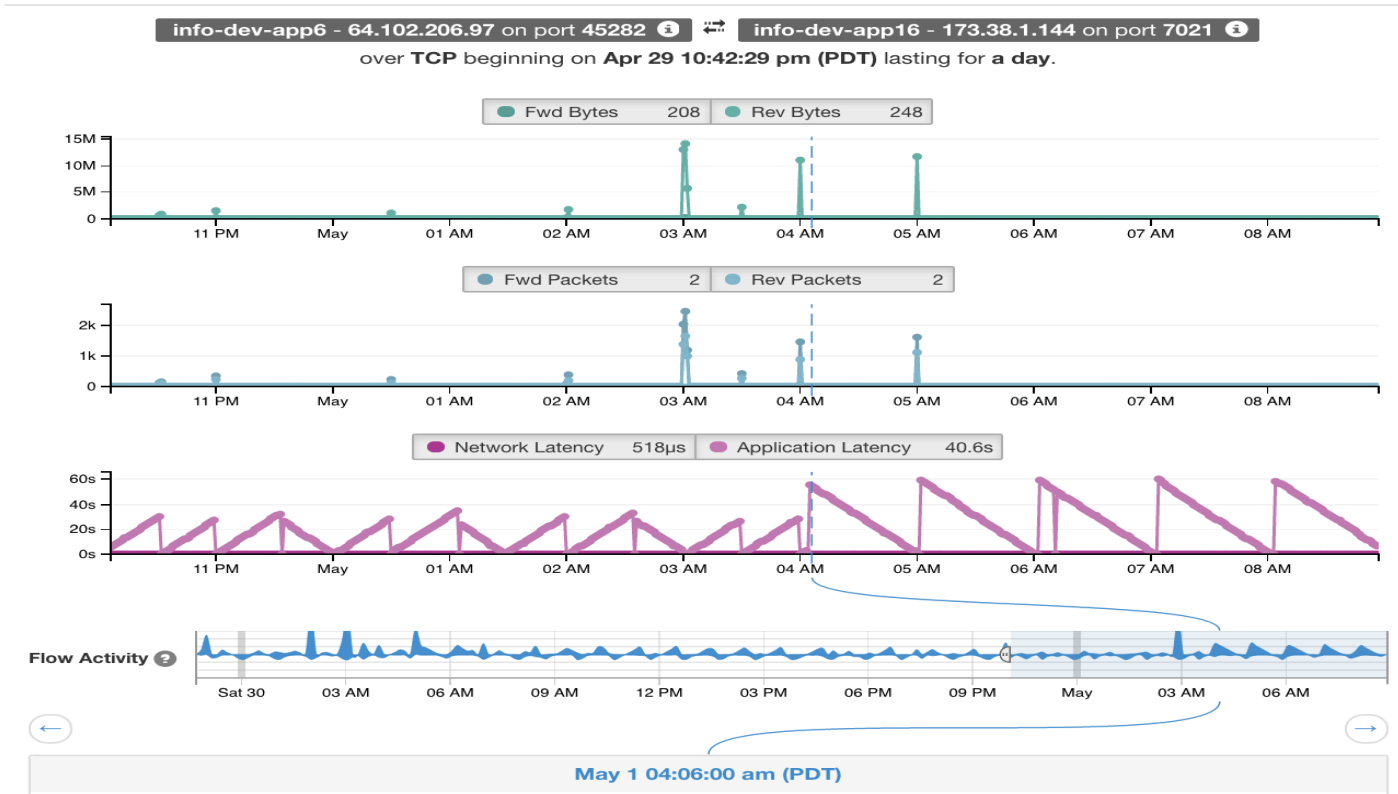 info-dev-app6 - 64.102.206.97 on port 45282 info-dev-app16 - 173.38.1.144 on port 7021
over TCP beginning on Apr 29 10:42:29 pm (PDT) lasting for a day.
Fwd Bytes 208 Rev Bytes 248
15M
10M
5M
0
11 PM May 01 AM 02 AM 03 AM 04 AM 05 AM 06 AM 07 AM 08 AM
Fwd Packets 2 Rev Packets 2
2k
1k
0
11 PM May 01 AM 02 AM 03 AM 04 AM 05 AM 06 AM 07 AM 08 AM
Network Latency 518µs Application Latency 40.6s
60s
40s
20s
0s
11 PM May 01 AM 02 AM 03 AM 04 AM 05 AM 06 AM 07 AM 08 AM
Flow Activity ?
Sat 30 03 AM 06 AM 09 AM 12 PM 03 PM 06 PM 09 PM May 03 AM 06 AM
← →
May 1 04:06:00 am (PDT)